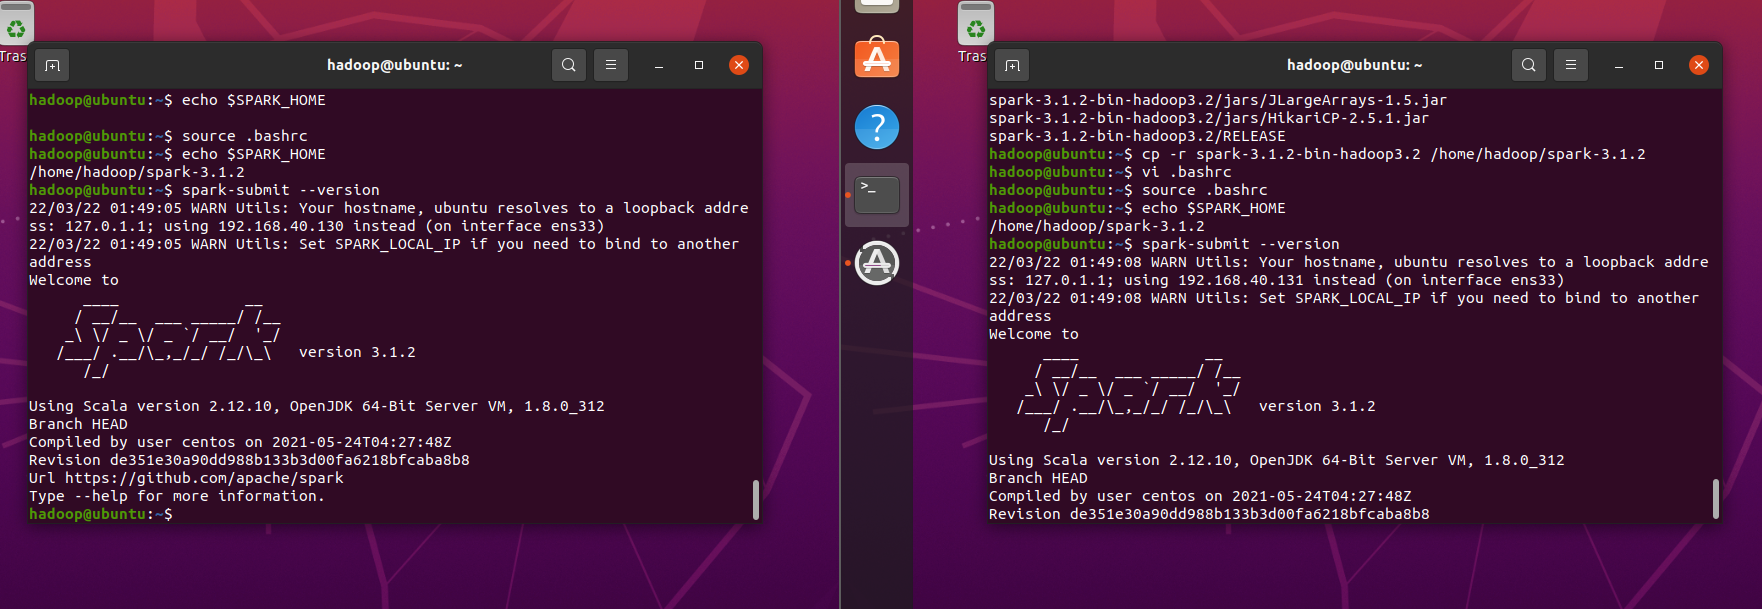 Tras
hadoop@ubuntu: ~
hadoop@ubuntu:~$ echo $SPARK_HOME

hadoop@ubuntu:~$ source .bashrc
hadoop@ubuntu:~$ echo $SPARK_HOME
/home/hadoop/spark-3.1.2
hadoop@ubuntu:~$ spark-submit --version
22/03/22 01:49:05 WARN Utils: Your hostname, ubuntu resolves to a loopback addre
ss: 127.0.1.1; using 192.168.40.130 instead (on interface ens33)
22/03/22 01:49:05 WARN Utils: Set SPARK_LOCAL_IP if you need to bind to another
address
Welcome to
      ____              __
     / __/__  ___ _____/ /__
    _\ \/ _ \/ _ `/ __/  '_/
   /___/ .__/\_,_/_/ /_/\_\   version 3.1.2
      /_/

Using Scala version 2.12.10, OpenJDK 64-Bit Server VM, 1.8.0_312
Branch HEAD
Compiled by user centos on 2021-05-24T04:27:48Z
Revision de351e30a90dd988b133b3d00fa6218bfcaba8b8
Url https://github.com/apache/spark
Type --help for more information.
hadoop@ubuntu:~$
Tras
hadoop@ubuntu: ~
spark-3.1.2-bin-hadoop3.2/jars/JLargeArrays-1.5.jar
spark-3.1.2-bin-hadoop3.2/jars/HikariCP-2.5.1.jar
spark-3.1.2-bin-hadoop3.2/RELEASE
hadoop@ubuntu:~$ cp -r spark-3.1.2-bin-hadoop3.2 /home/hadoop/spark-3.1.2
hadoop@ubuntu:~$ vi .bashrc
hadoop@ubuntu:~$ source .bashrc
hadoop@ubuntu:~$ echo $SPARK_HOME
/home/hadoop/spark-3.1.2
hadoop@ubuntu:~$ spark-submit --version
22/03/22 01:49:08 WARN Utils: Your hostname, ubuntu resolves to a loopback addre
ss: 127.0.1.1; using 192.168.40.131 instead (on interface ens33)
22/03/22 01:49:08 WARN Utils: Set SPARK_LOCAL_IP if you need to bind to another
address
Welcome to
      ____              __
     / __/__  ___ _____/ /__
    _\ \/ _ \/ _ `/ __/  '_/
   /___/ .__/\_,_/_/ /_/\_\   version 3.1.2
      /_/

Using Scala version 2.12.10, OpenJDK 64-Bit Server VM, 1.8.0_312
Branch HEAD
Compiled by user centos on 2021-05-24T04:27:48Z
Revision de351e30a90dd988b133b3d00fa6218bfcaba8b8